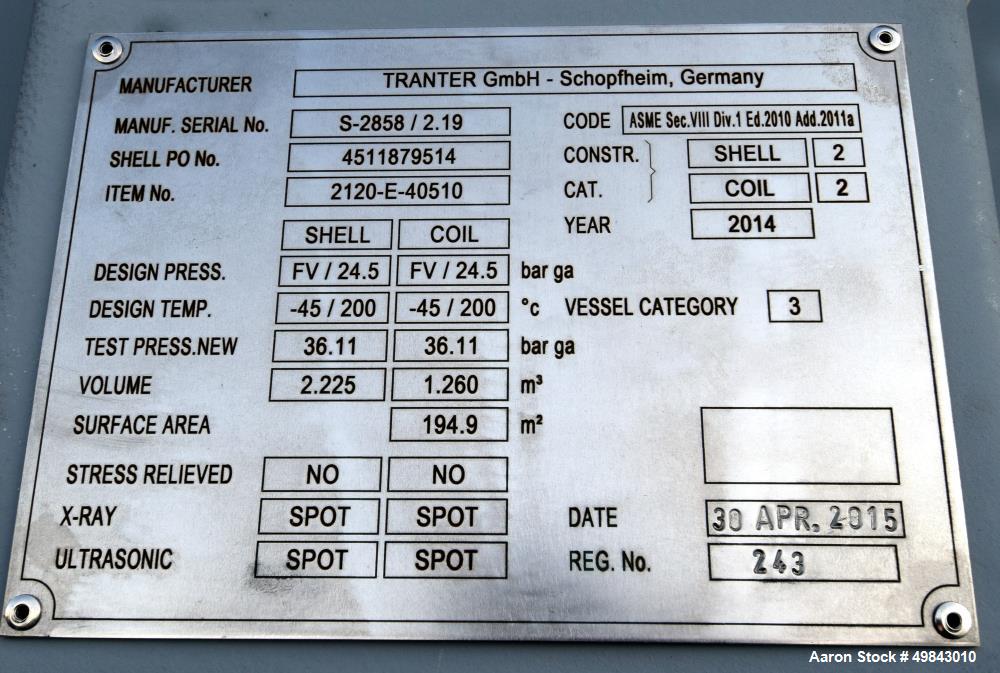 MANUFACTURER TRANTER GmbH - Schopfheim, Germany
MANUF. SERIAL No. S-2858 / 2.19 CODE ASME Sec.VIII Div.1 Ed.2010 Add.2011a
SHELL PO No. 4511879514 CONSTR. SHELL 2
ITEM No. 2120-E-40510 CAT. COIL 2
YEAR 2014
SHELL COIL
DESIGN PRESS. FV / 24.5 FV / 24.5 bar ga
DESIGN TEMP. -45 / 200 -45 / 200 °c VESSEL CATEGORY 3
TEST PRESS.NEW 36.11 36.11 bar ga
VOLUME 2.225 1.260 m³
SURFACE AREA 194.9 m²
STRESS RELIEVED NO NO
X-RAY SPOT SPOT DATE 30 APR. 2015
ULTRASONIC SPOT SPOT REG. No. 243
Aaron Stock # 49843010